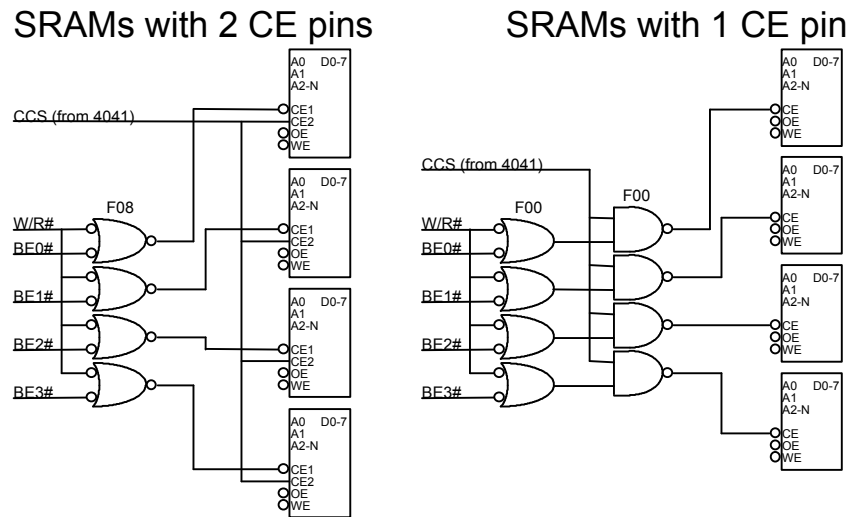 SRAMs with 2 CE pins
A0 D0-7
A1
A2-N
CE1
CE2
OE
WE
CCS (from 4041)
F08
W/R#
BE0#
BE1#
BE2#
BE3#
A0 D0-7
A1
A2-N
CE1
CE2
OE
WE
A0 D0-7
A1
A2-N
CE1
CE2
OE
WE
A0 D0-7
A1
A2-N
CE1
CE2
OE
WE
SRAMs with 1 CE pin
A0 D0-7
A1
A2-N
CE
OE
WE
CCS (from 4041)
F00
F00
W/R#
BE0#
BE1#
BE2#
BE3#
A0 D0-7
A1
A2-N
CE
OE
WE
A0 D0-7
A1
A2-N
CE
OE
WE
A0 D0-7
A1
A2-N
CE
OE
WE